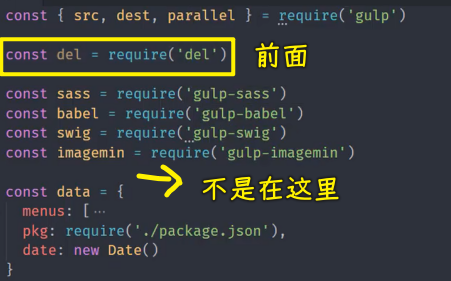 const { src, dest, parallel } = require('gulp')
const del = require('del') 前面
const sass = require('gulp-sass')
const babel = require('gulp-babel')
const swig = require('gulp-swig')
const imagemin = require('gulp-imagemin')
const data = { 不是在这里
menus: [ ⋯
pkg: require('./package.json'),
date: new Date()
}